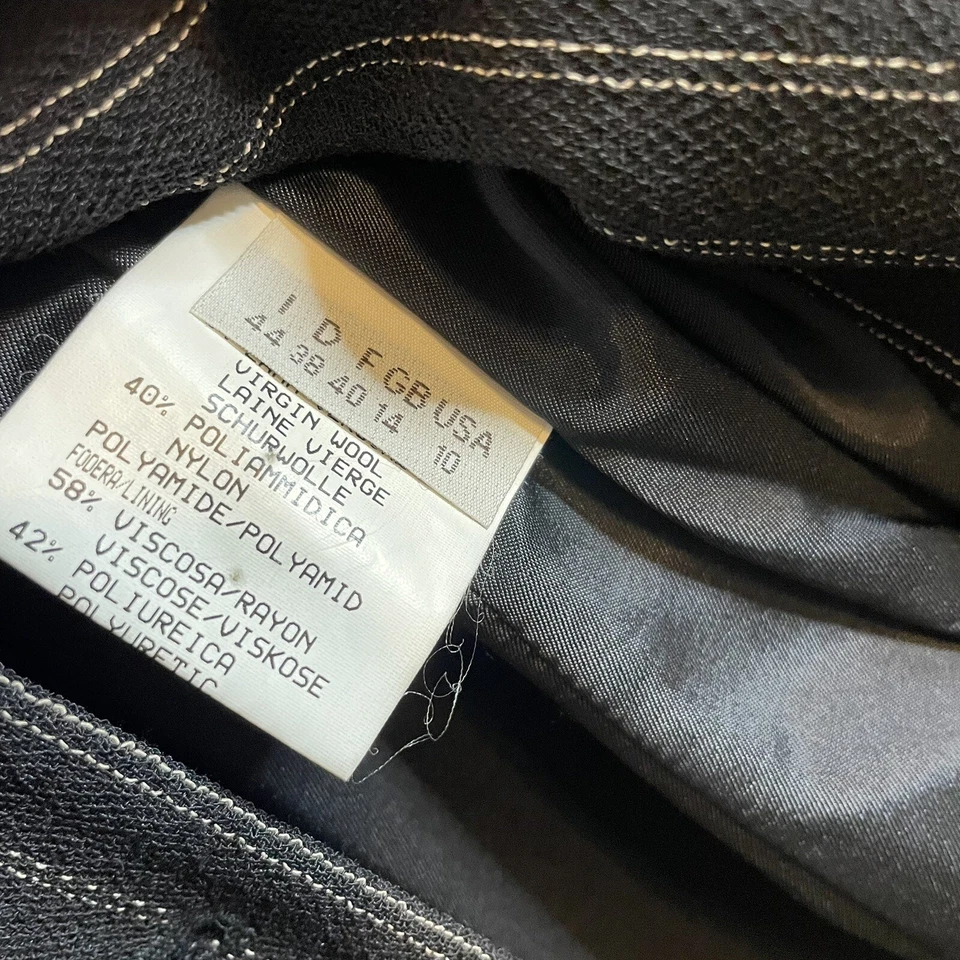 I D F GB USA
44 38 40 14 10
VIRGIN WOOL
LAINE VIERGE
SCHURWOLLE
40% POLIAMMIDICA
NYLON
POLYAMIDE/POLYAMID
FODERA/LINING
58% VISCOSA/RAYON
VISCOSE/VISKOSE
42% POLIUREICA
POLYURETIC